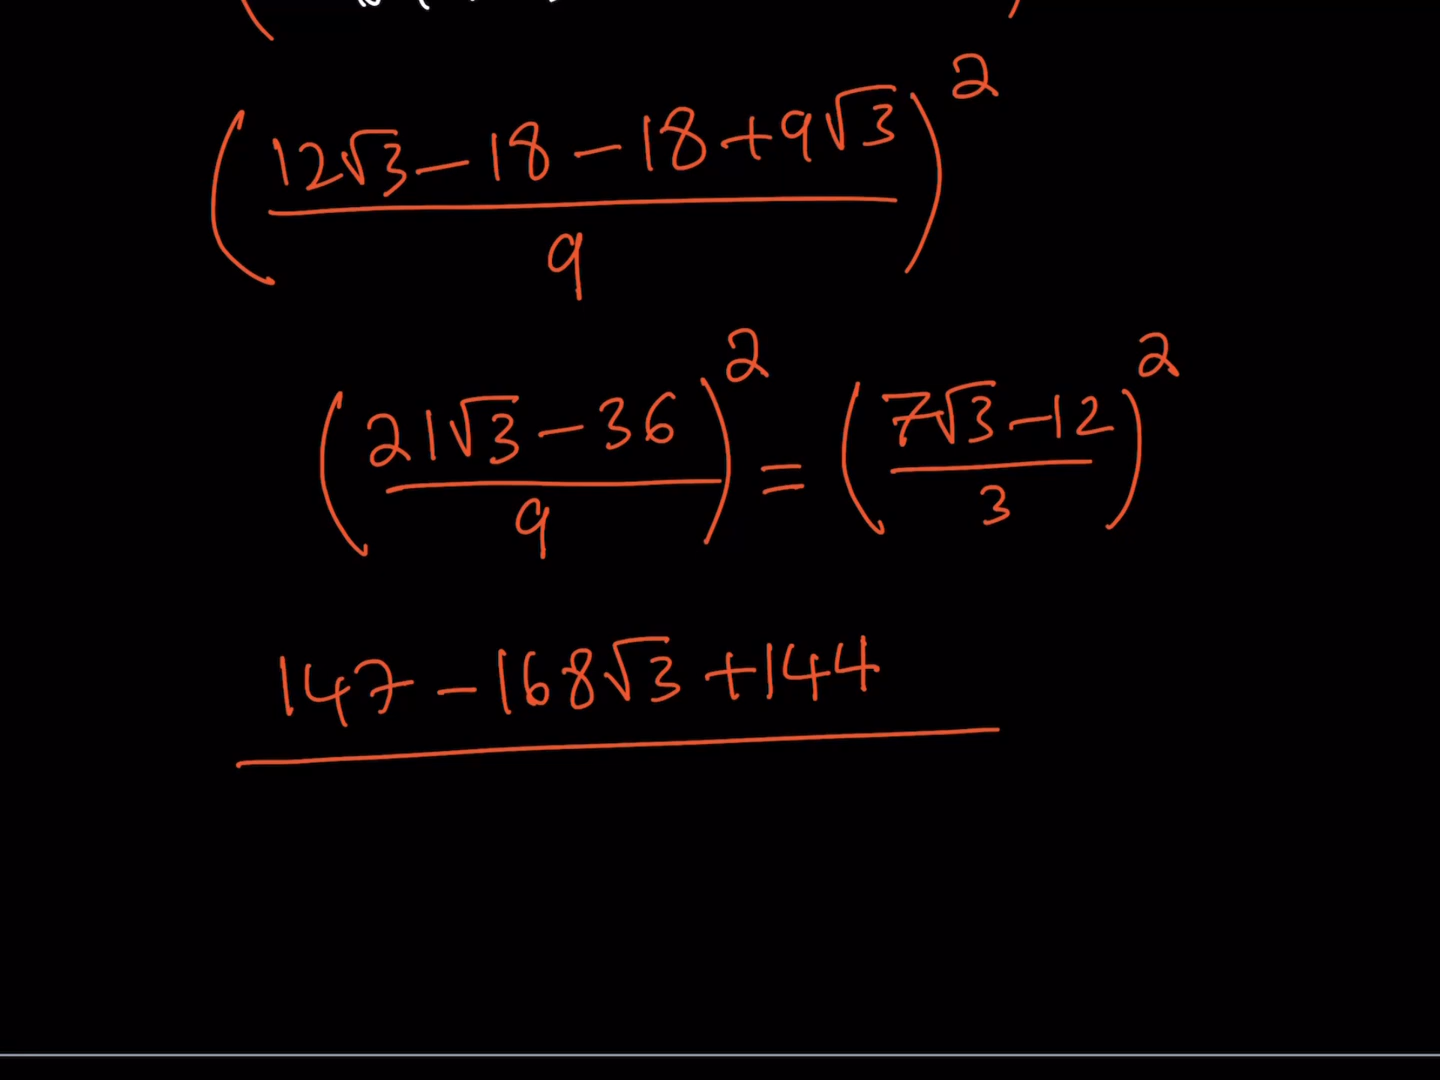 (12√3 - 18 - 18 + 9√3 / 9)²
(21√3 - 36 / 9)² = (7√3 - 12 / 3)²
147 - 168√3 + 144